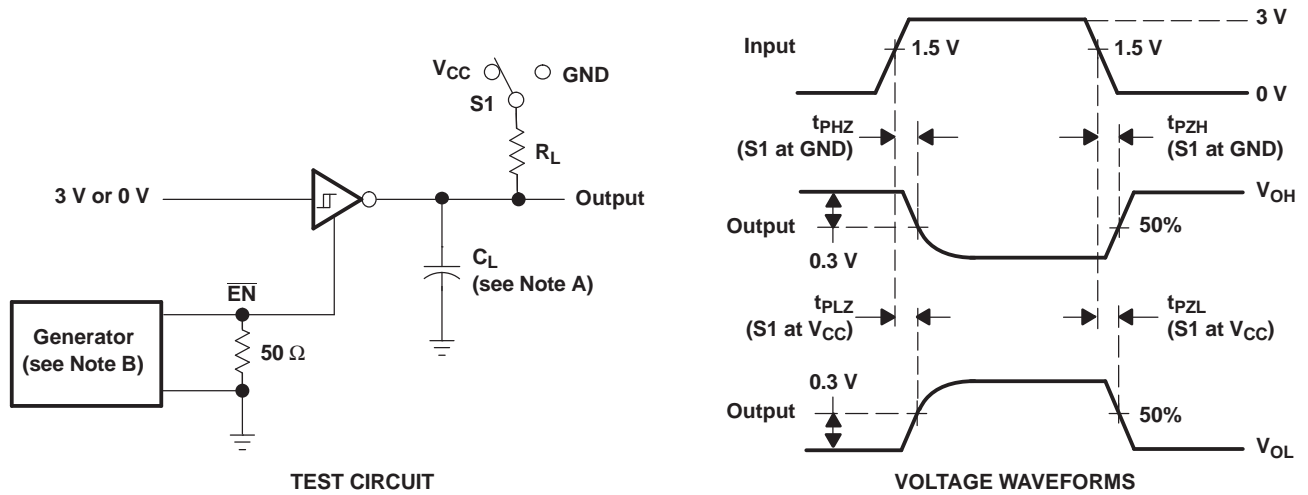 VCC
GND
S1
RL
3 V or 0 V
Output
CL
(see Note A)
EN
Generator
(see Note B)
50 Ω
TEST CIRCUIT
3 V
Input
1.5 V
1.5 V
0 V
tPHZ
(S1 at GND)
tPZH
(S1 at GND)
VOH
Output
50%
0.3 V
tPLZ
(S1 at VCC)
tPZL
(S1 at VCC)
0.3 V
Output
50%
VOL
VOLTAGE WAVEFORMS